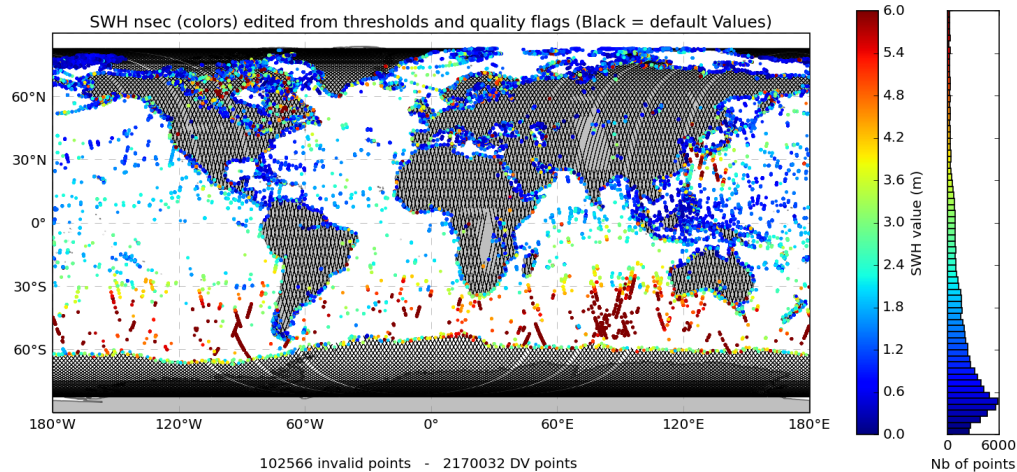 SWH nsec (colors) edited from thresholds and quality flags (Black = default Values)
60°N
30°N
0°
30°S
60°S
180°W
120°W
60°W
0°
60°E
120°E
180°E
6.0
5.4
4.8
4.2
3.6
3.0
2.4
1.8
1.2
0.6
0.0
SWH value (m)
0
6000
Nb of points
102566 invalid points - 2170032 DV points